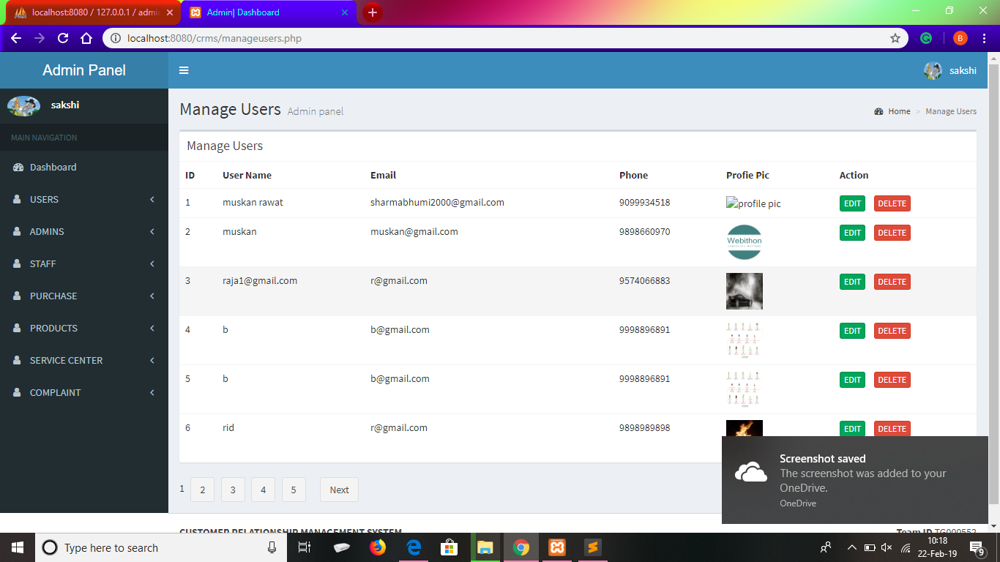 localhost:8080 / 127.0.0.1 / admi
Admin| Dashboard
localhost:8080/crms/manageusers.php
B
Admin Panel
sakshi
sakshi
MAIN NAVIGATION
Dashboard
USERS
ADMINS
STAFF
PURCHASE
PRODUCTS
SERVICE CENTER
COMPLAINT
Manage Users Admin panel
Home > Manage Users
Manage Users
ID User Name Email Phone Profie Pic Action
1 muskan rawat sharmabhumi2000@gmail.com 9099934518 profile pic EDIT DELETE
2 muskan muskan@gmail.com 9898660970 Webithon EDIT DELETE
3 raja1@gmail.com r@gmail.com 9574066883 EDIT DELETE
4 b b@gmail.com 9998896891 EDIT DELETE
5 b b@gmail.com 9998896891 EDIT DELETE
6 rid r@gmail.com 9898989898 EDIT DELETE
1 2 3 4 5 Next
Screenshot saved
The screenshot was added to your
OneDrive.
OneDrive
CUSTOMER RELATIONSHIP MANAGEMENT SYSTEM
Team ID TG000552
Type here to search
10:18
22-Feb-19
9